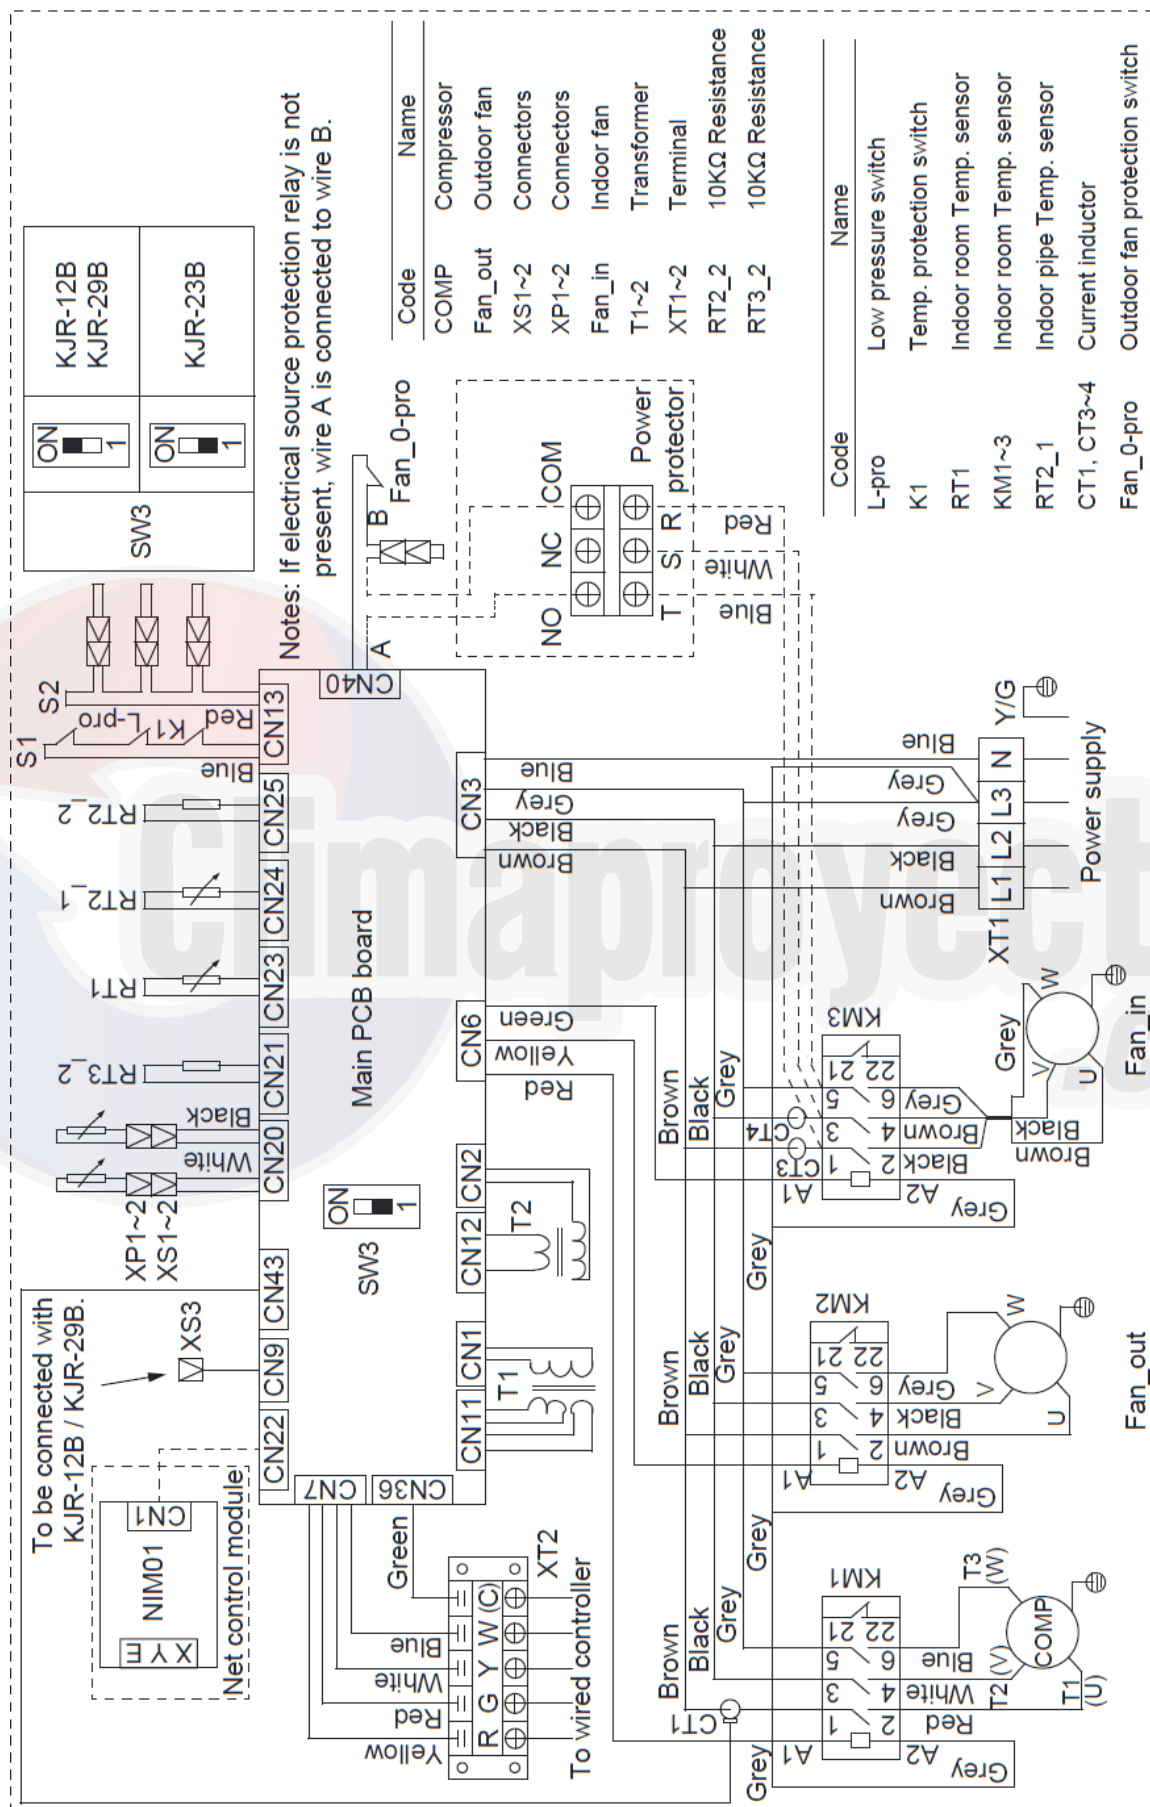 To be connected with
KJR-12B / KJR-29B.
XS3
XP1~2
XS1~2
White
Black
RT3_2
RT1
RT2_1
RT2_2
S1
S2
Blue
K1
L-pro
Red
SW3
ON
1
KJR-12B
KJR-29B
ON
1
KJR-23B
Notes: If electrical source protection relay is not
present, wire A is connected to wire B.
NIM01
X Y E
CN1
Net control module
CN22
CN9
CN43
CN20
CN21
CN23
CN24
CN25
CN13
CN7
CN36
CN40
Main PCB board
SW3
ON
1
CN11
CN1
CN12
CN2
CN6
CN3
T1
T2
A
B
Fan_0-pro
NO
NC
COM
T
S
R
Power
protector
Blue
White
Red
Yellow
Red
White
Blue
Green
R G Y W (C)
XT2
To wired controller
Red
Yellow
Green
Brown
Black
Grey
Blue
Code Name
COMP Compressor
Fan_out Outdoor fan
XS1~2 Connectors
XP1~2 Connectors
Fan_in Indoor fan
T1~2 Transformer
XT1~2 Terminal
RT2_2 10KΩ Resistance
RT3_2 10KΩ Resistance
Brown
Black
Grey
Brown
Black
Grey
Brown
Black
Grey
CT1
CT3
CT4
Grey
Grey
Grey
KM1
A1 1 3 5 21
A2 2 4 6 22
Grey
Red
White
Blue
T1
(U)
T2 (V)
T3
(W)
COMP
KM2
A1 1 3 5 21
A2 2 4 6 22
Grey
Brown
Black
Grey
U
V
W
Fan_out
KM3
A1 1 3 5 21
A2 2 4 6 22
Grey
Black
Brown
Grey
Brown
Black
Grey
U
V
W
Fan_in
Brown
Black
Grey
Grey
Blue
XT1 L1 L2 L3 N Y/G
Power supply
Code Name
L-pro Low pressure switch
K1 Temp. protection switch
RT1 Indoor room Temp. sensor
KM1~3 Indoor room Temp. sensor
RT2_1 Indoor pipe Temp. sensor
CT1, CT3~4 Current inductor
Fan_0-pro Outdoor fan protection switch
Climaproyect